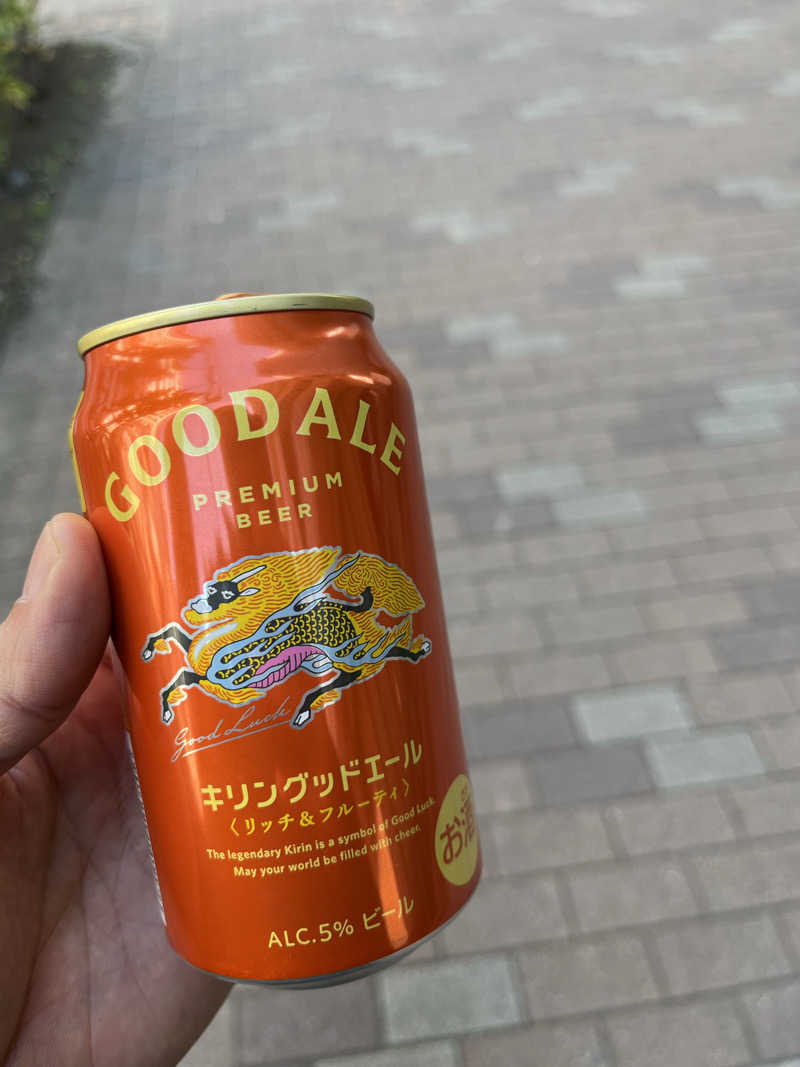 GOOD ALE
PREMIUM
BEER
Good Luck
キリングッドエール
〈リッチ&フルーティ〉
The legendary Kirin is a symbol of Good Luck.
May your world be filled with cheer.
お酒
ALC.5% ビール